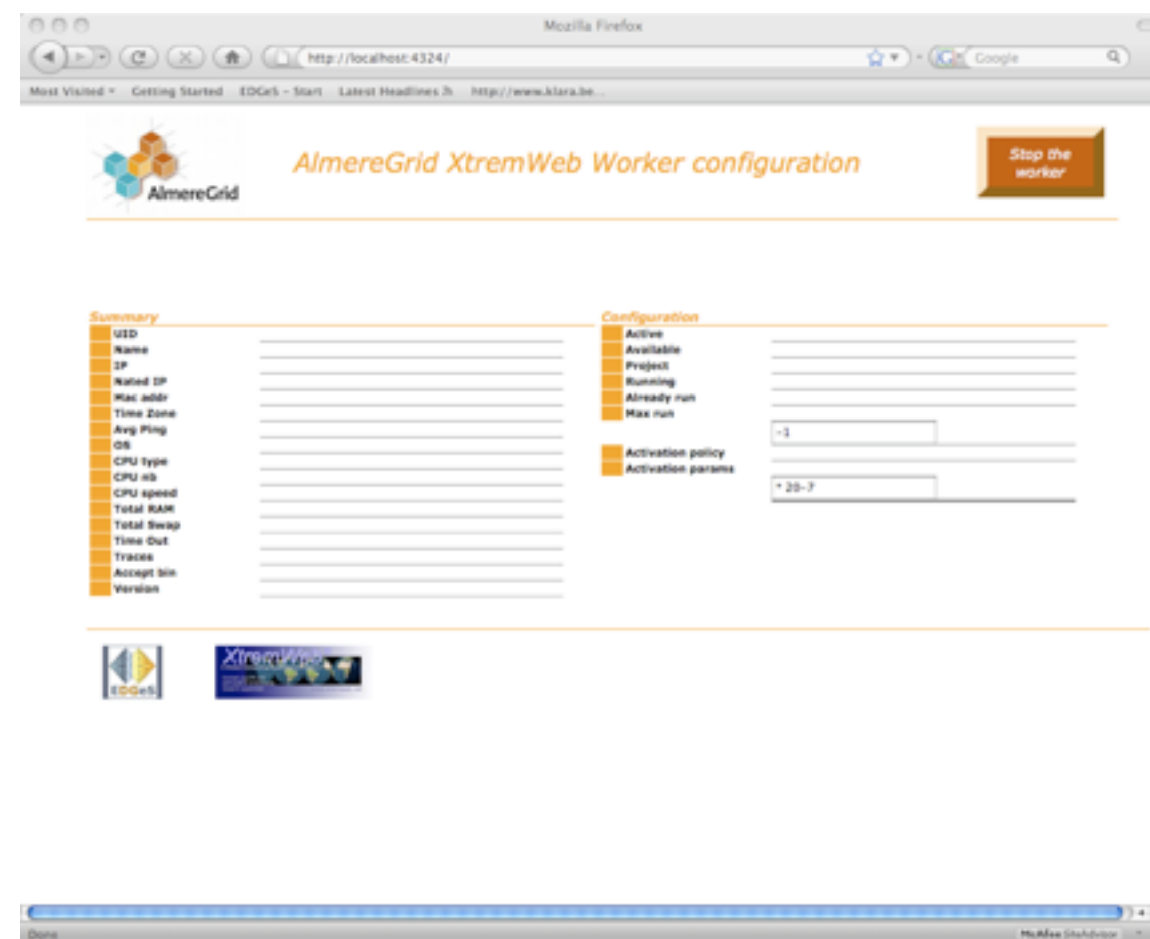 Mozilla Firefox
http://localhost:4324/
Google
Most Visited Getting Started EDGeS - Start Latest Headlines http://www.klara.be...
AlmereGrid
AlmereGrid XtremWeb Worker configuration
Stop the
worker
Summary
UID
Name
IP
Nated IP
Mac addr
Time Zone
Avg Ping
OS
CPU type
CPU nb
CPU speed
Total RAM
Total Swap
Time Out
Traces
Accept bin
Version
Configuration
Active
Available
Project
Running
Already run
Max run
-1
Activation policy
Activation params
* 20-7
EDGeS
XtremWeb
Done
McAfee SiteAdvisor